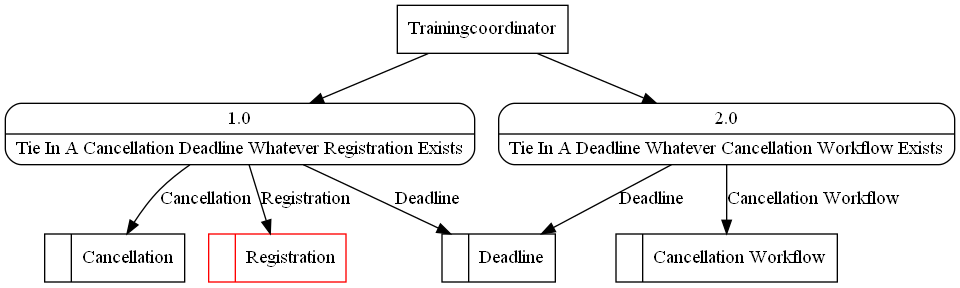 Trainingcoordinator
1.0
Tie In A Cancellation Deadline Whatever Registration Exists
2.0
Tie In A Deadline Whatever Cancellation Workflow Exists
Cancellation
Registration
Deadline
Deadline
Cancellation Workflow
Cancellation
Registration
Deadline
Cancellation Workflow